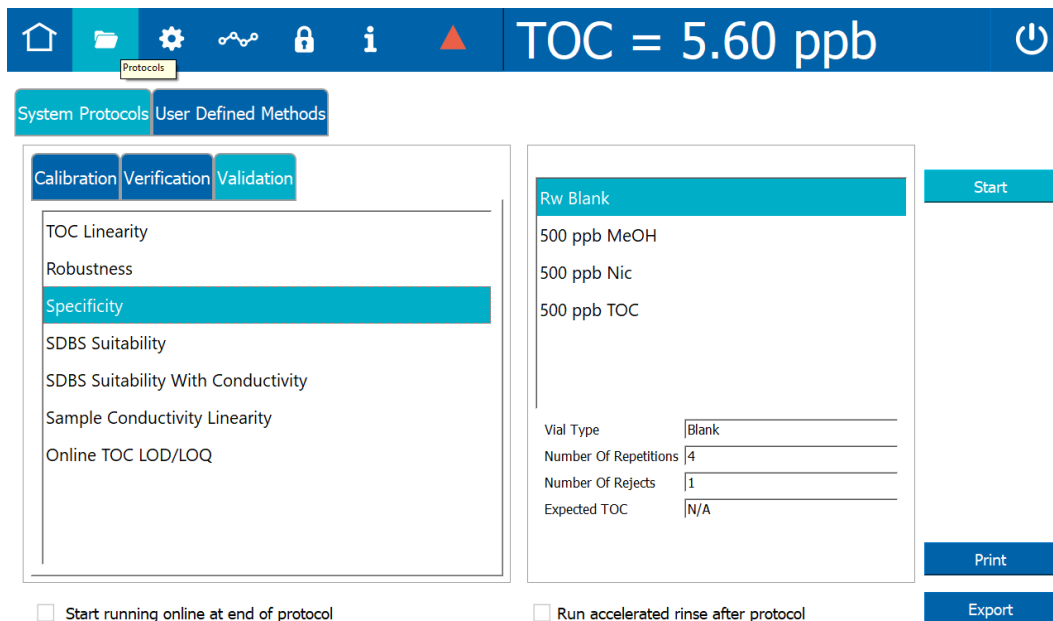 TOC = 5.60 ppb
Protocols
System Protocols User Defined Methods
Calibration Verification Validation
TOC Linearity
Robustness
Specificity
SDBS Suitability
SDBS Suitability With Conductivity
Sample Conductivity Linearity
Online TOC LOD/LOQ
Rw Blank
500 ppb MeOH
500 ppb Nic
500 ppb TOC
Vial Type Blank
Number Of Repetitions 4
Number Of Rejects 1
Expected TOC N/A
Start
Print
Export
Start running online at end of protocol
Run accelerated rinse after protocol